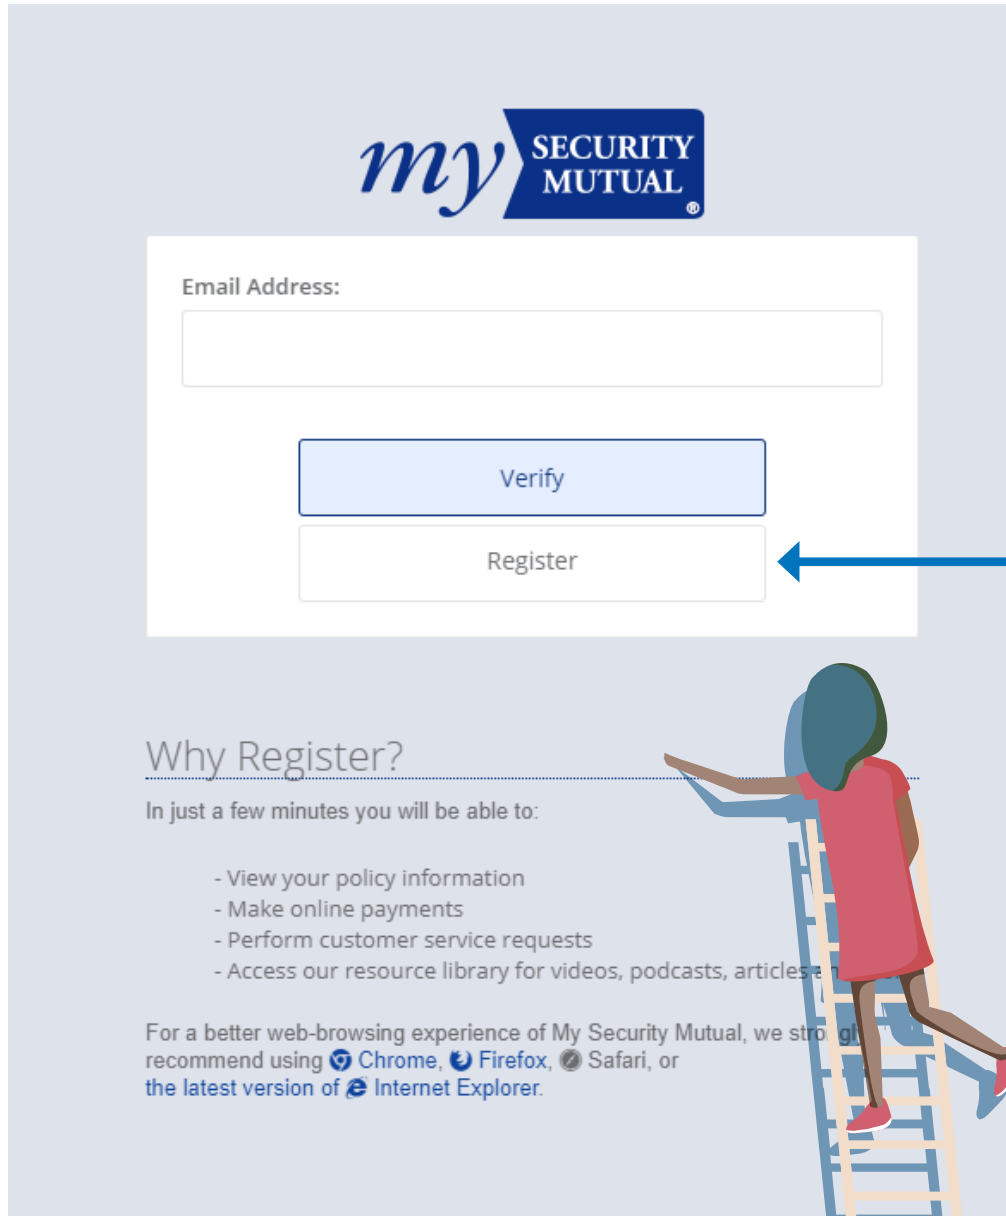 my SECURITY
MUTUAL®
Email Address:
Verify
Register
Why Register?
In just a few minutes you will be able to:
- View your policy information
- Make online payments
- Perform customer service requests
- Access our resource library for videos, podcasts, articles
For a better web-browsing experience of My Security Mutual, we strongly
recommend using Chrome, Firefox, Safari, or
the latest version of Internet Explorer.